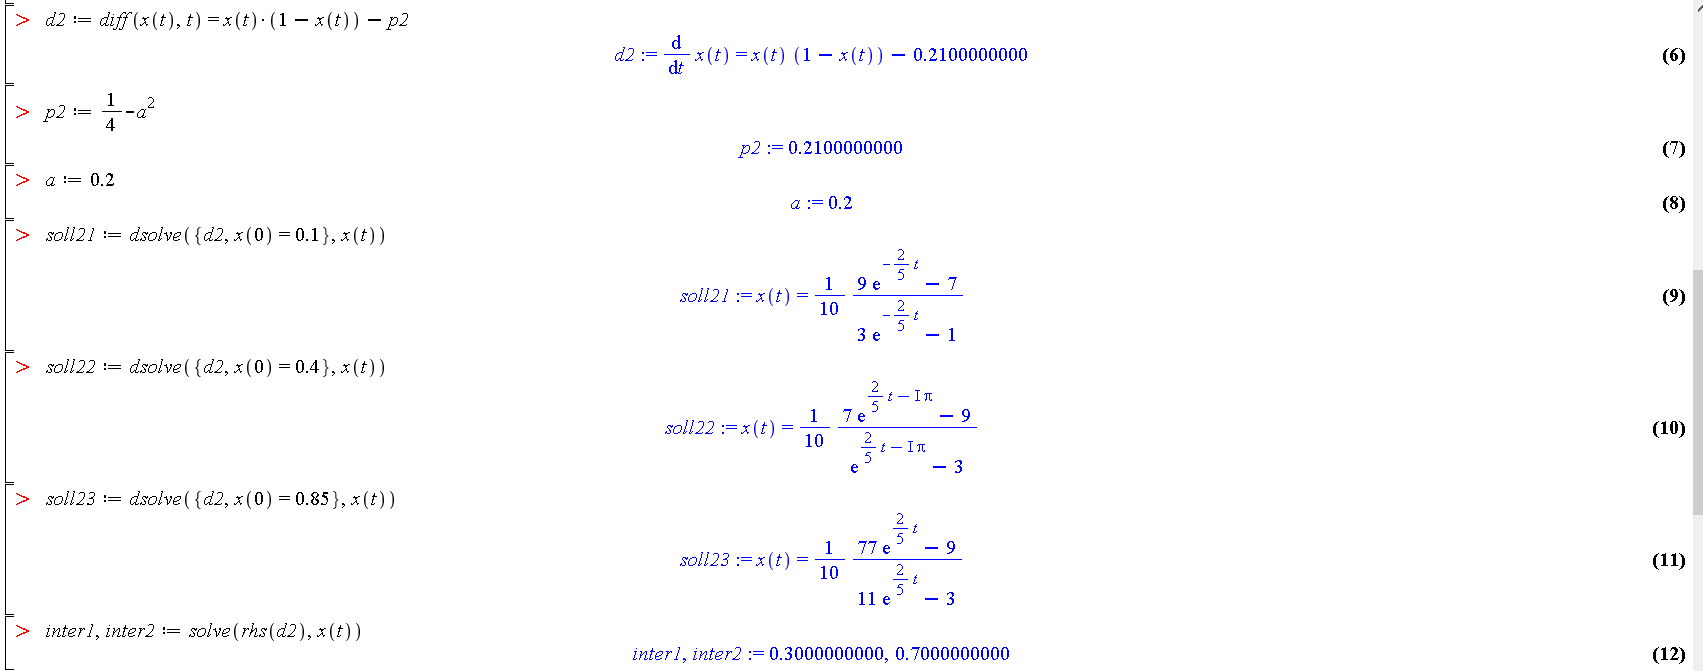 > d2 := diff(x(t), t) = x(t)·(1 − x(t)) − p2
d2 := d/dt x(t) = x(t) (1 − x(t)) − 0.2100000000 (6)
> p2 := 1/4 - a^2
p2 := 0.2100000000 (7)
> a := 0.2
a := 0.2 (8)
> soll21 := dsolve({d2, x(0) = 0.1}, x(t))
soll21 := x(t) = 1/10 (9 e^(-2/5 t) − 7)/(3 e^(-2/5 t) − 1) (9)
> soll22 := dsolve({d2, x(0) = 0.4}, x(t))
soll22 := x(t) = 1/10 (7 e^(2/5 t − I π) − 9)/(e^(2/5 t − I π) − 3) (10)
> soll23 := dsolve({d2, x(0) = 0.85}, x(t))
soll23 := x(t) = 1/10 (77 e^(2/5 t) − 9)/(11 e^(2/5 t) − 3) (11)
> inter1, inter2 := solve(rhs(d2), x(t))
inter1, inter2 := 0.3000000000, 0.7000000000 (12)